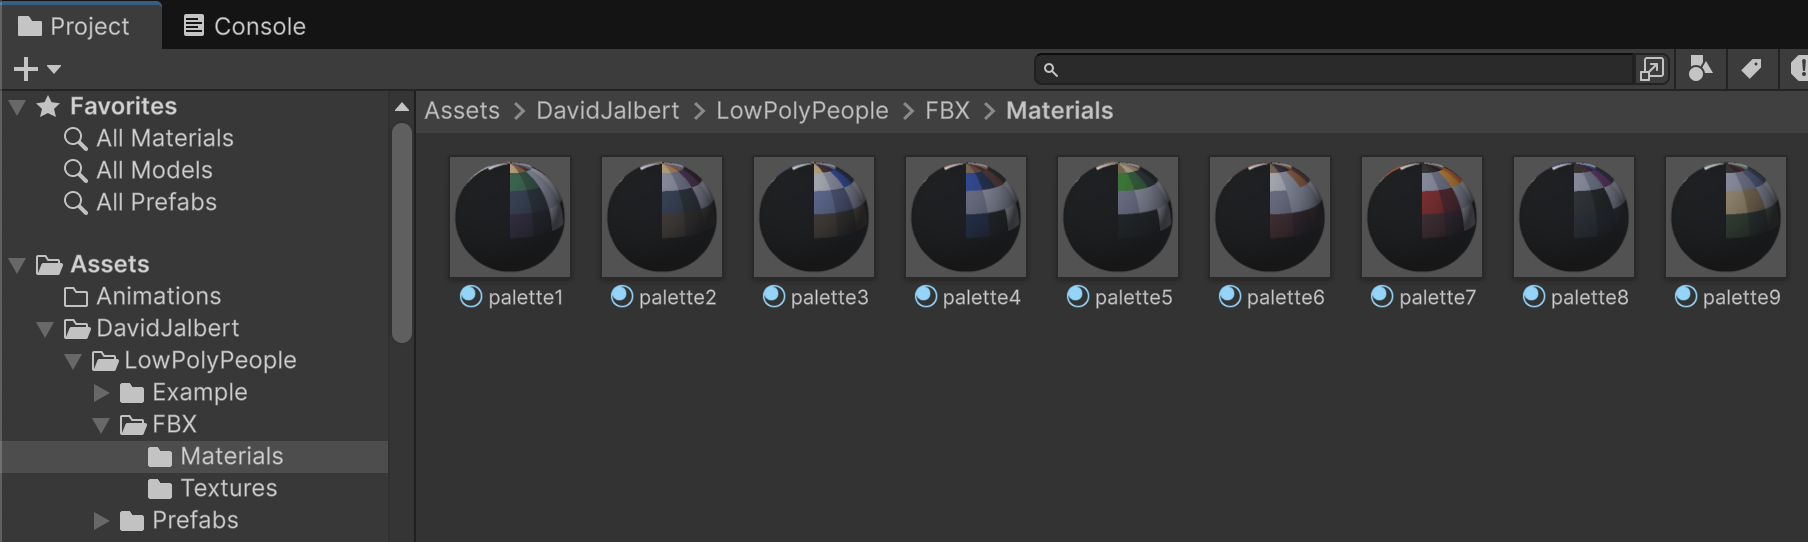 Project
Console
Favorites
All Materials
All Models
All Prefabs
Assets
Animations
DavidJalbert
LowPolyPeople
Example
FBX
Materials
Textures
Prefabs
Assets > DavidJalbert > LowPolyPeople > FBX > Materials
palette1 palette2 palette3 palette4 palette5 palette6 palette7 palette8 palette9